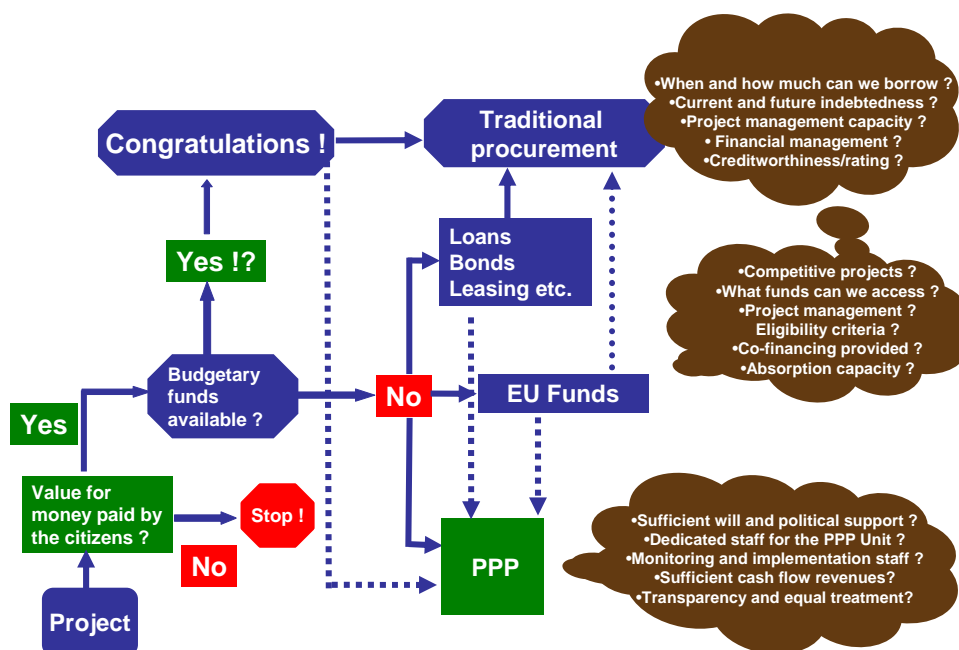 •When and how much can we borrow ?
•Current and future indebtedness ?
•Project management capacity ?
• Financial management ?
•Creditworthiness/rating ?
Congratulations !
Traditional
procurement
Yes !?
Loans
Bonds
Leasing etc.
•Competitive projects ?
•What funds can we access ?
•Project management ?
Eligibility criteria ?
•Co-financing provided ?
•Absorption capacity ?
Budgetary
funds
available ?
No
EU Funds
Yes
Value for
money paid by
the citizens ?
Stop !
No
PPP
•Sufficient will and political support ?
•Dedicated staff for the PPP Unit ?
•Monitoring and implementation staff ?
•Sufficient cash flow revenues?
•Transparency and equal treatment?
Project